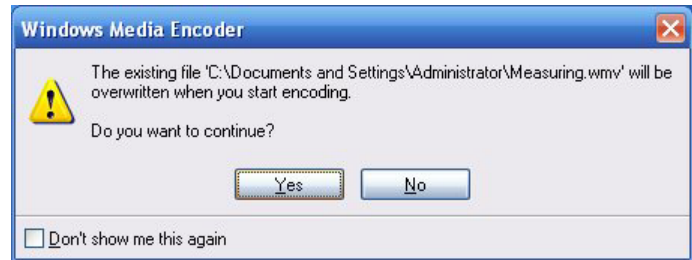 Windows Media Encoder
The existing file 'C:\Documents and Settings\Administrator\Measuring.wmv' will be
overwritten when you start encoding.
Do you want to continue?
Yes
No
Don't show me this again